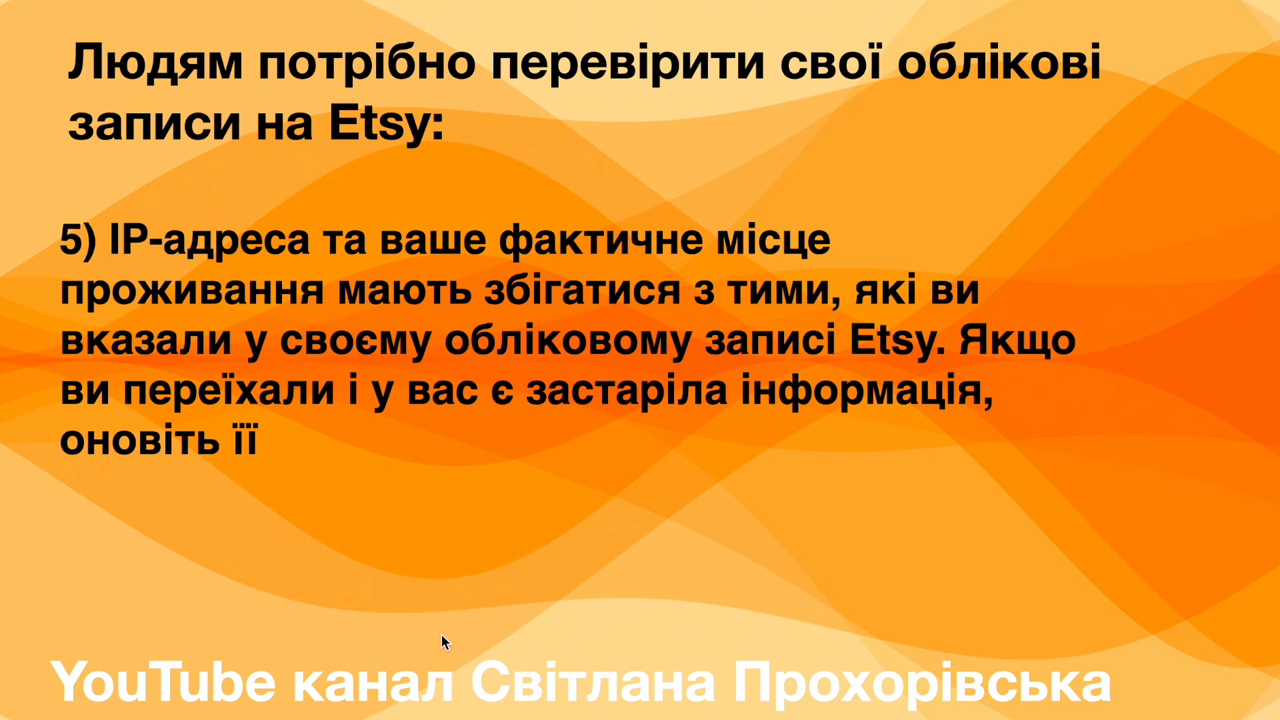 Людям потрібно перевірити свої облікові
записи на Etsy:
5) IP-адреса та ваше фактичне місце
проживання мають збігатися з тими, які ви
вказали у своєму обліковому записі Etsy. Якщо
ви переїхали і у вас є застаріла інформація,
оновіть її
YouTube канал Світлана Прохорівська